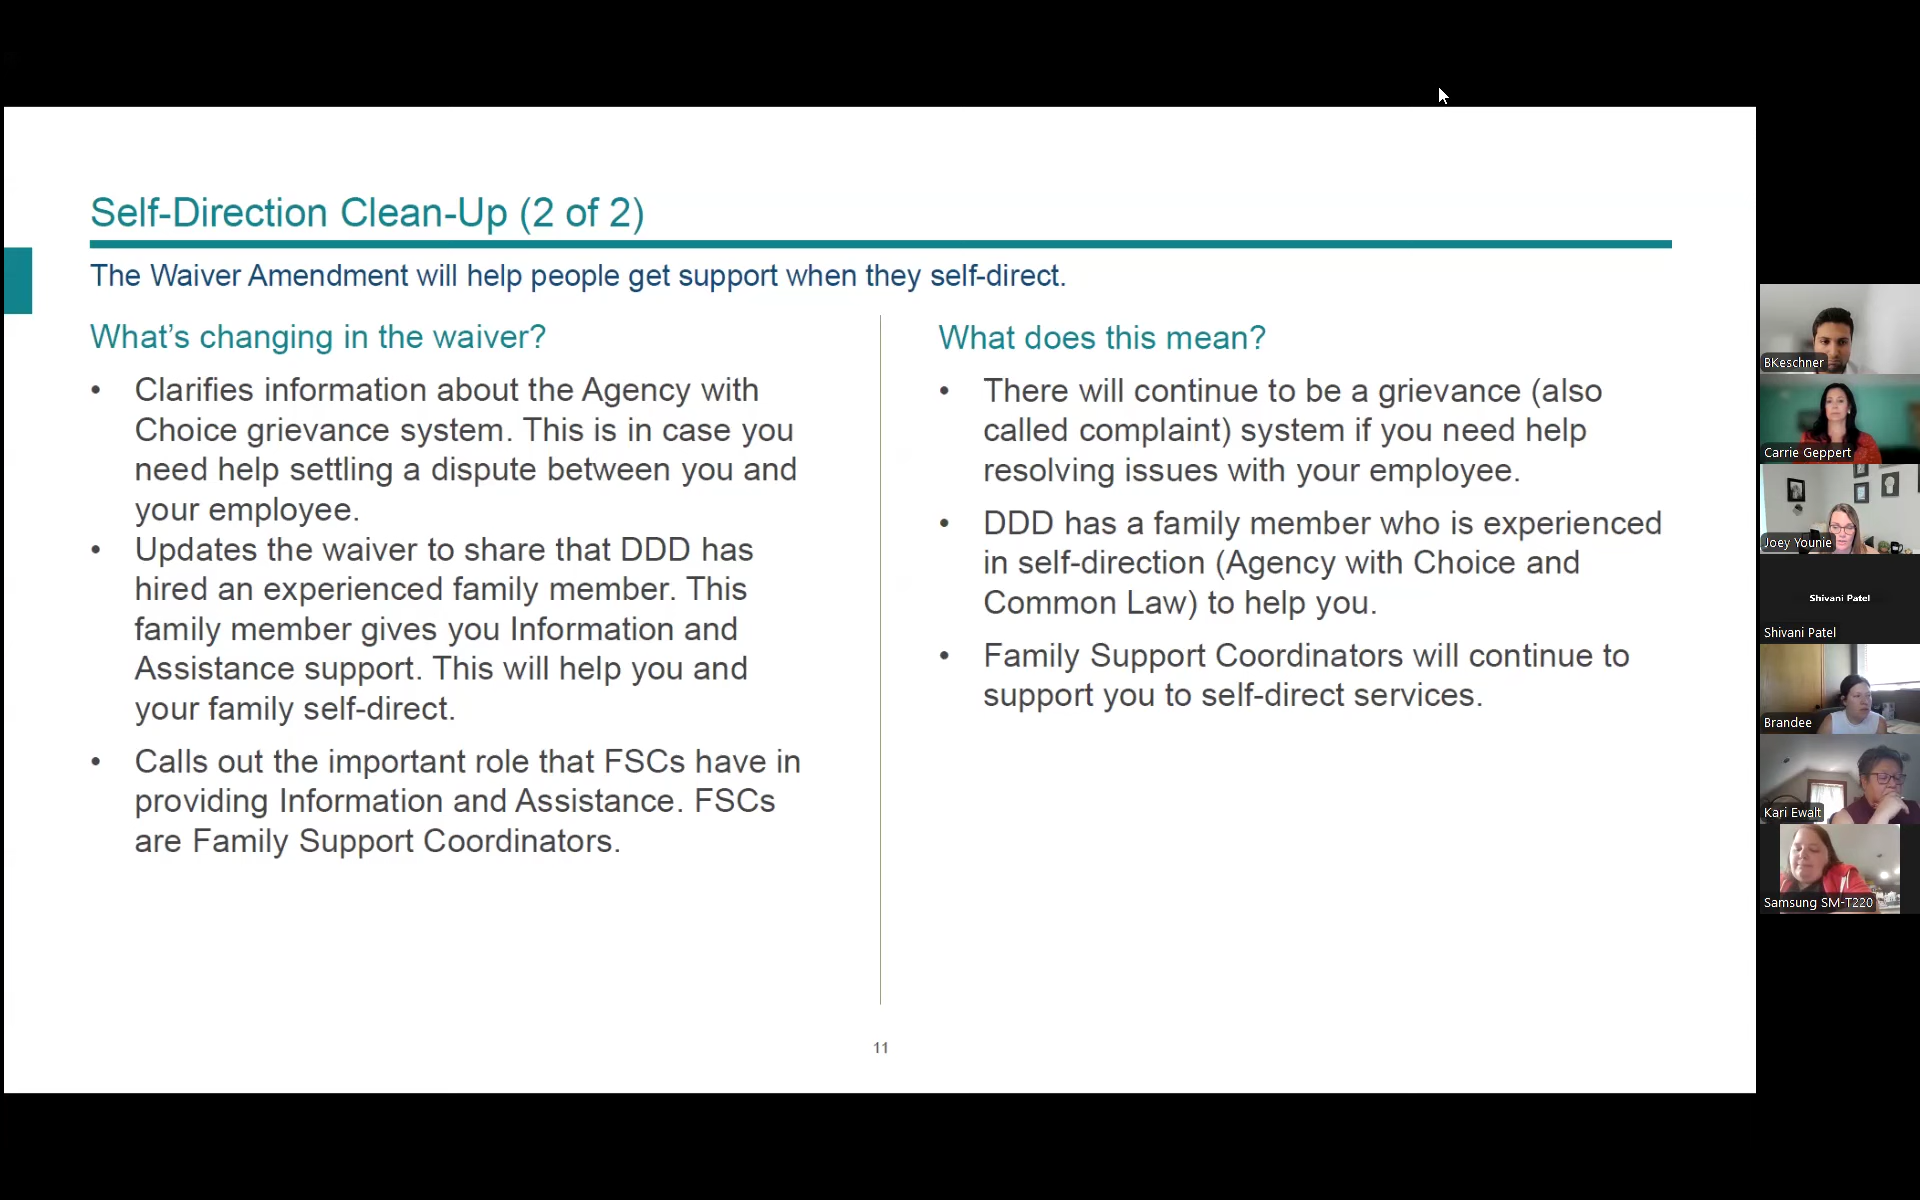 Self-Direction Clean-Up (2 of 2)
The Waiver Amendment will help people get support when they self-direct.
What’s changing in the waiver?
• Clarifies information about the Agency with
Choice grievance system. This is in case you
need help settling a dispute between you and
your employee.
• Updates the waiver to share that DDD has
hired an experienced family member. This
family member gives you Information and
Assistance support. This will help you and
your family self-direct.
• Calls out the important role that FSCs have in
providing Information and Assistance. FSCs
are Family Support Coordinators.
What does this mean?
• There will continue to be a grievance (also
called complaint) system if you need help
resolving issues with your employee.
• DDD has a family member who is experienced
in self-direction (Agency with Choice and
Common Law) to help you.
• Family Support Coordinators will continue to
support you to self-direct services.
11
BKeschner
Carrie Geppert
Joey Younie
Shivani Patel
Shivani Patel
Brandee
Kari Ewalt
Samsung SM-T220